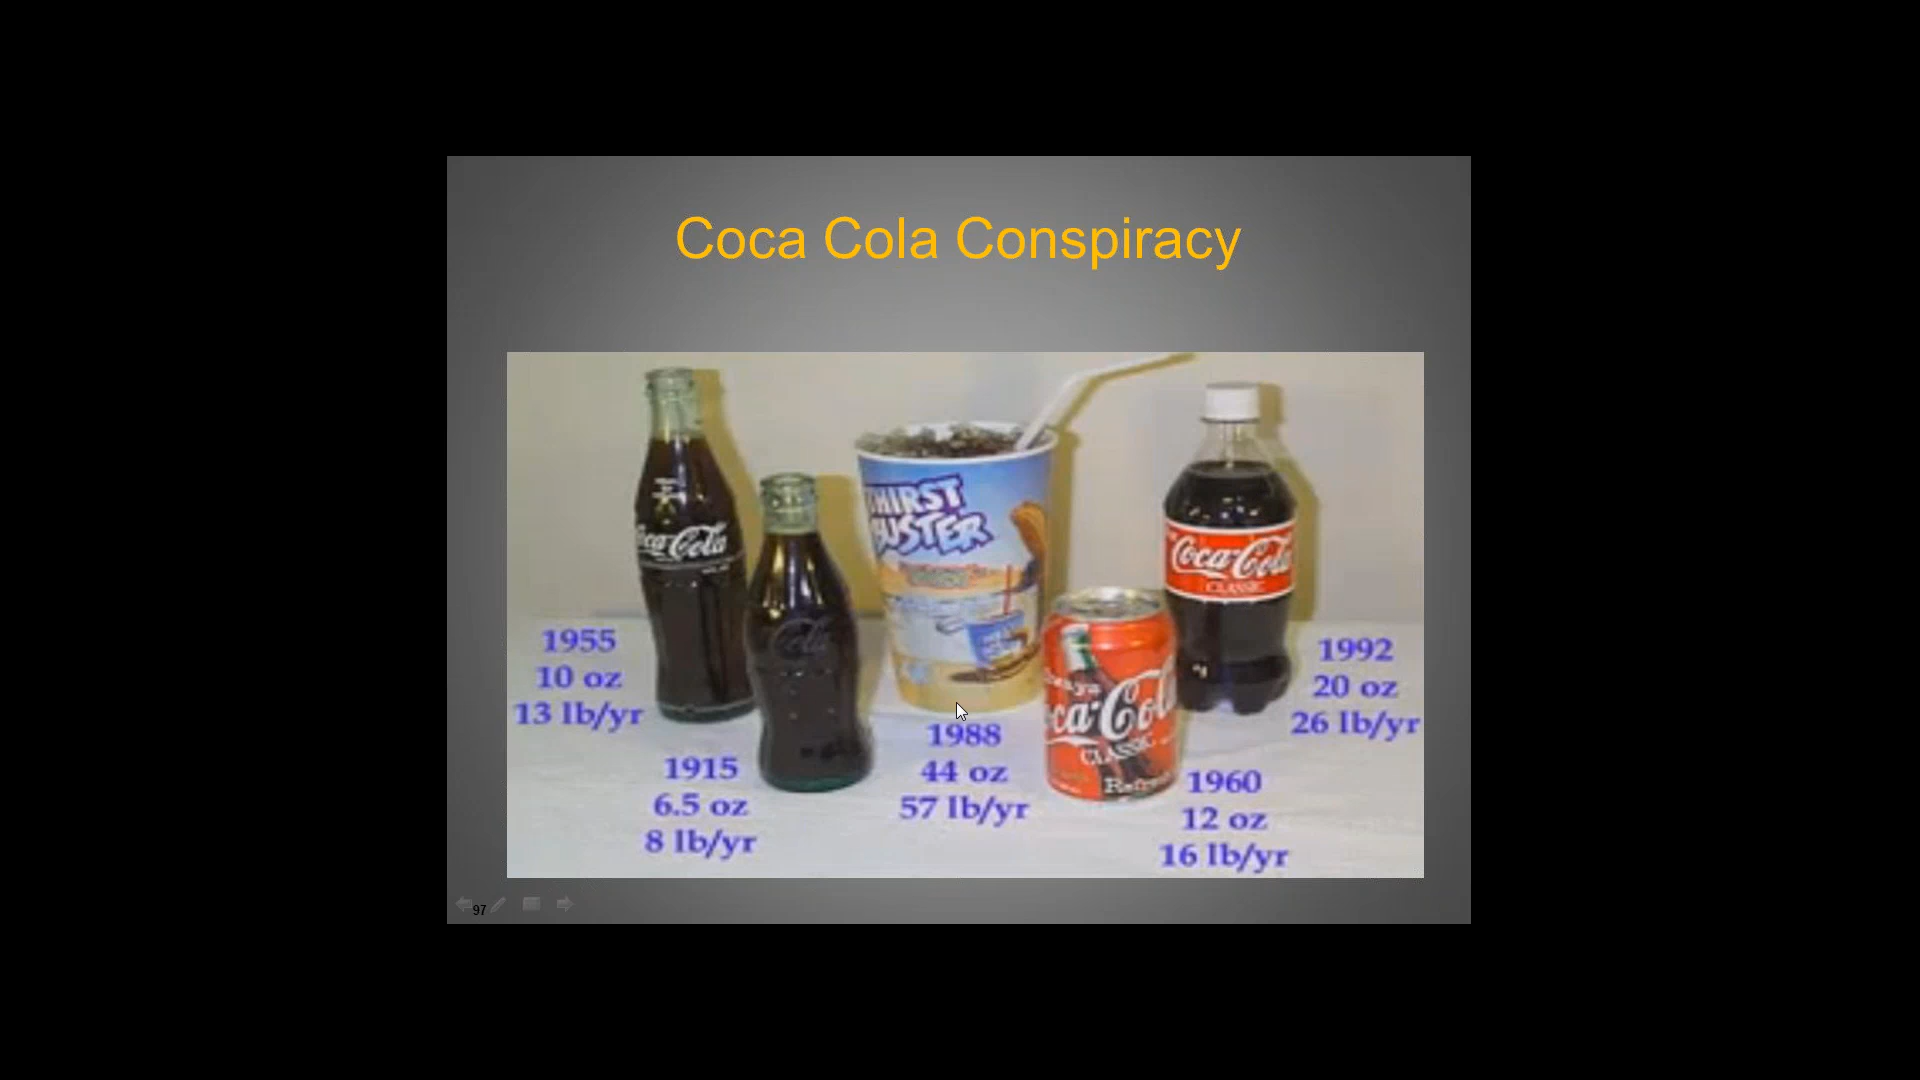 Coca Cola Conspiracy
Coca-Cola
1955
10 oz
13 lb/yr
Cola
1915
6.5 oz
8 lb/yr
THIRST
BUSTER
1988
44 oz
57 lb/yr
Coca-Cola
CLASSIC
1960
12 oz
16 lb/yr
Coca-Cola
CLASSIC
1992
20 oz
26 lb/yr
97